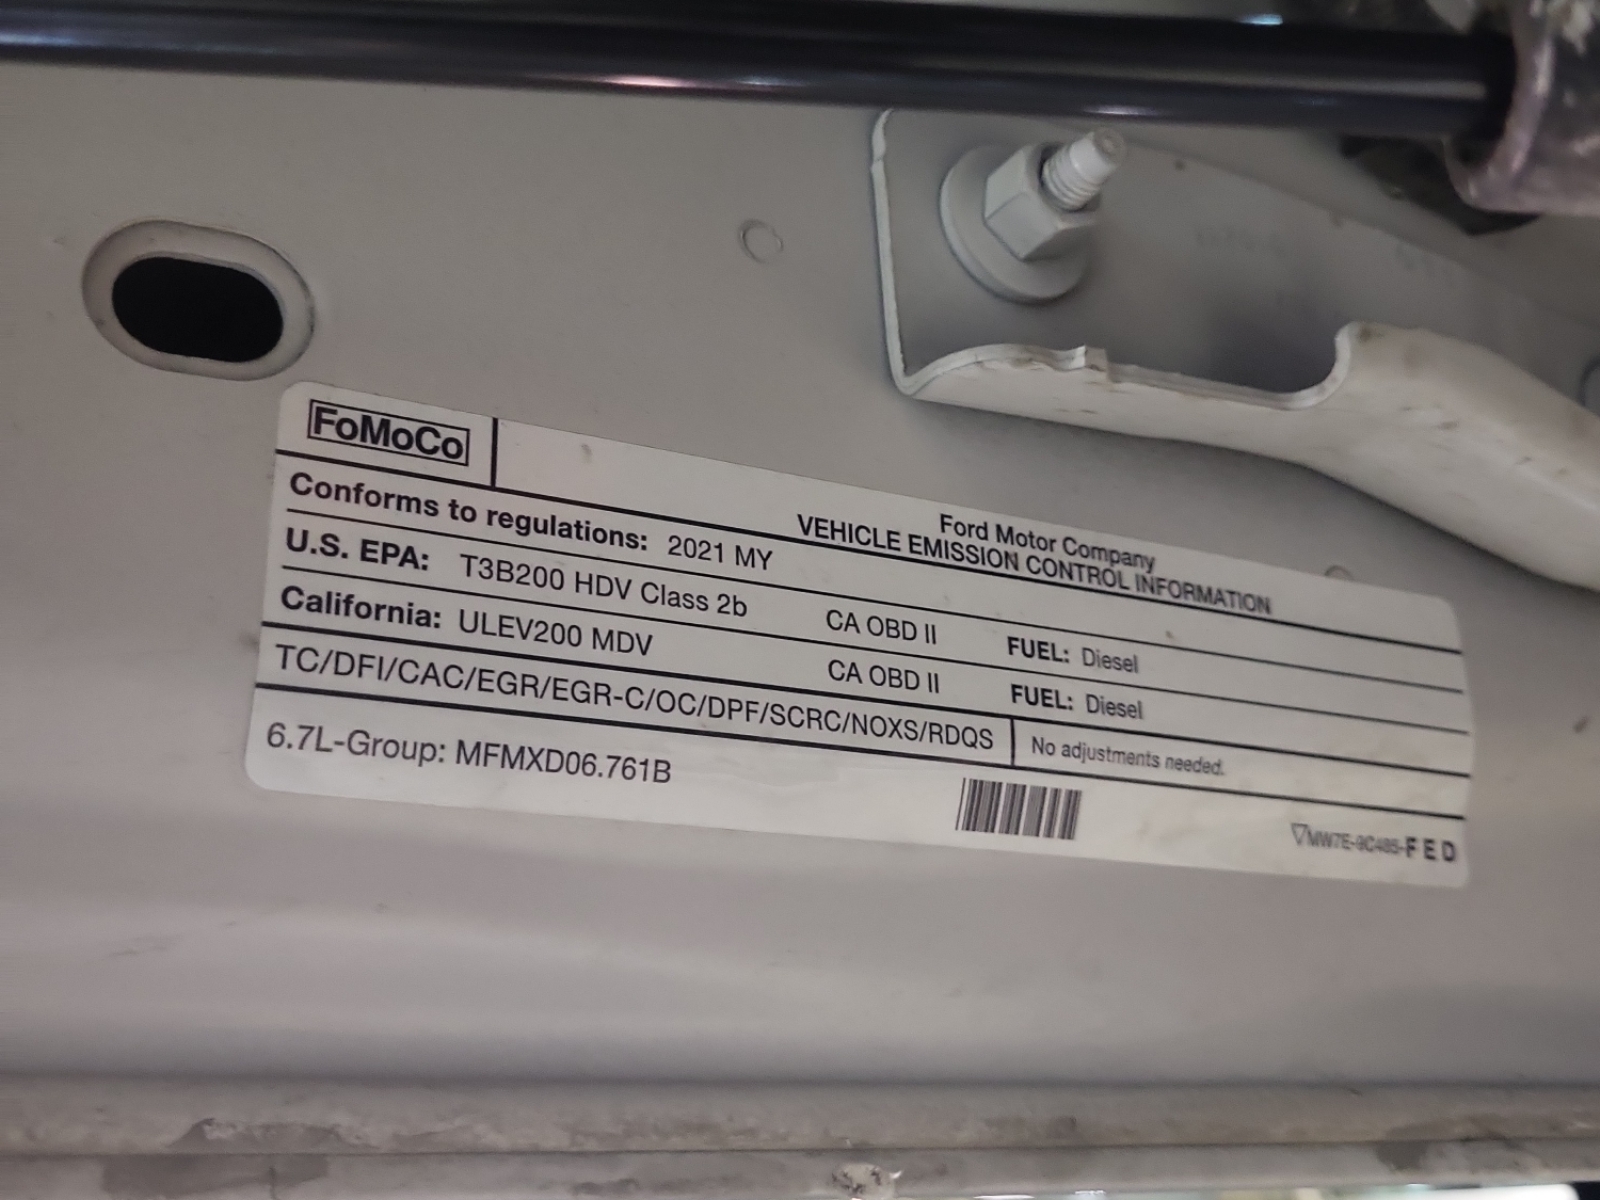 FoMoCo
Ford Motor Company
VEHICLE EMISSION CONTROL INFORMATION
Conforms to regulations: 2021 MY
U.S. EPA: T3B200 HDV Class 2b CA OBD II FUEL: Diesel
California: ULEV200 MDV CA OBD II FUEL: Diesel
TC/DFI/CAC/EGR/EGR-C/OC/DPF/SCRC/NOXS/RDQS No adjustments needed.
6.7L-Group: MFMXD06.761B
MW7E-9C485-FED